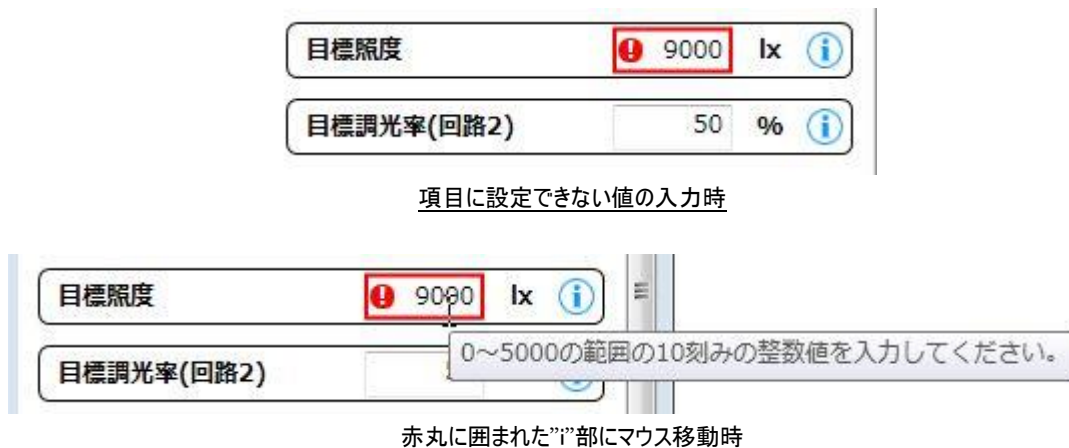 目標照度 9000 lx
目標調光率(回路2) 50 %
項目に設定できない値の入力時
目標照度 9000 lx
目標調光率(回路2)
0～5000の範囲の10刻みの整数値を入力してください。
赤丸に囲まれた”i”部にマウス移動時